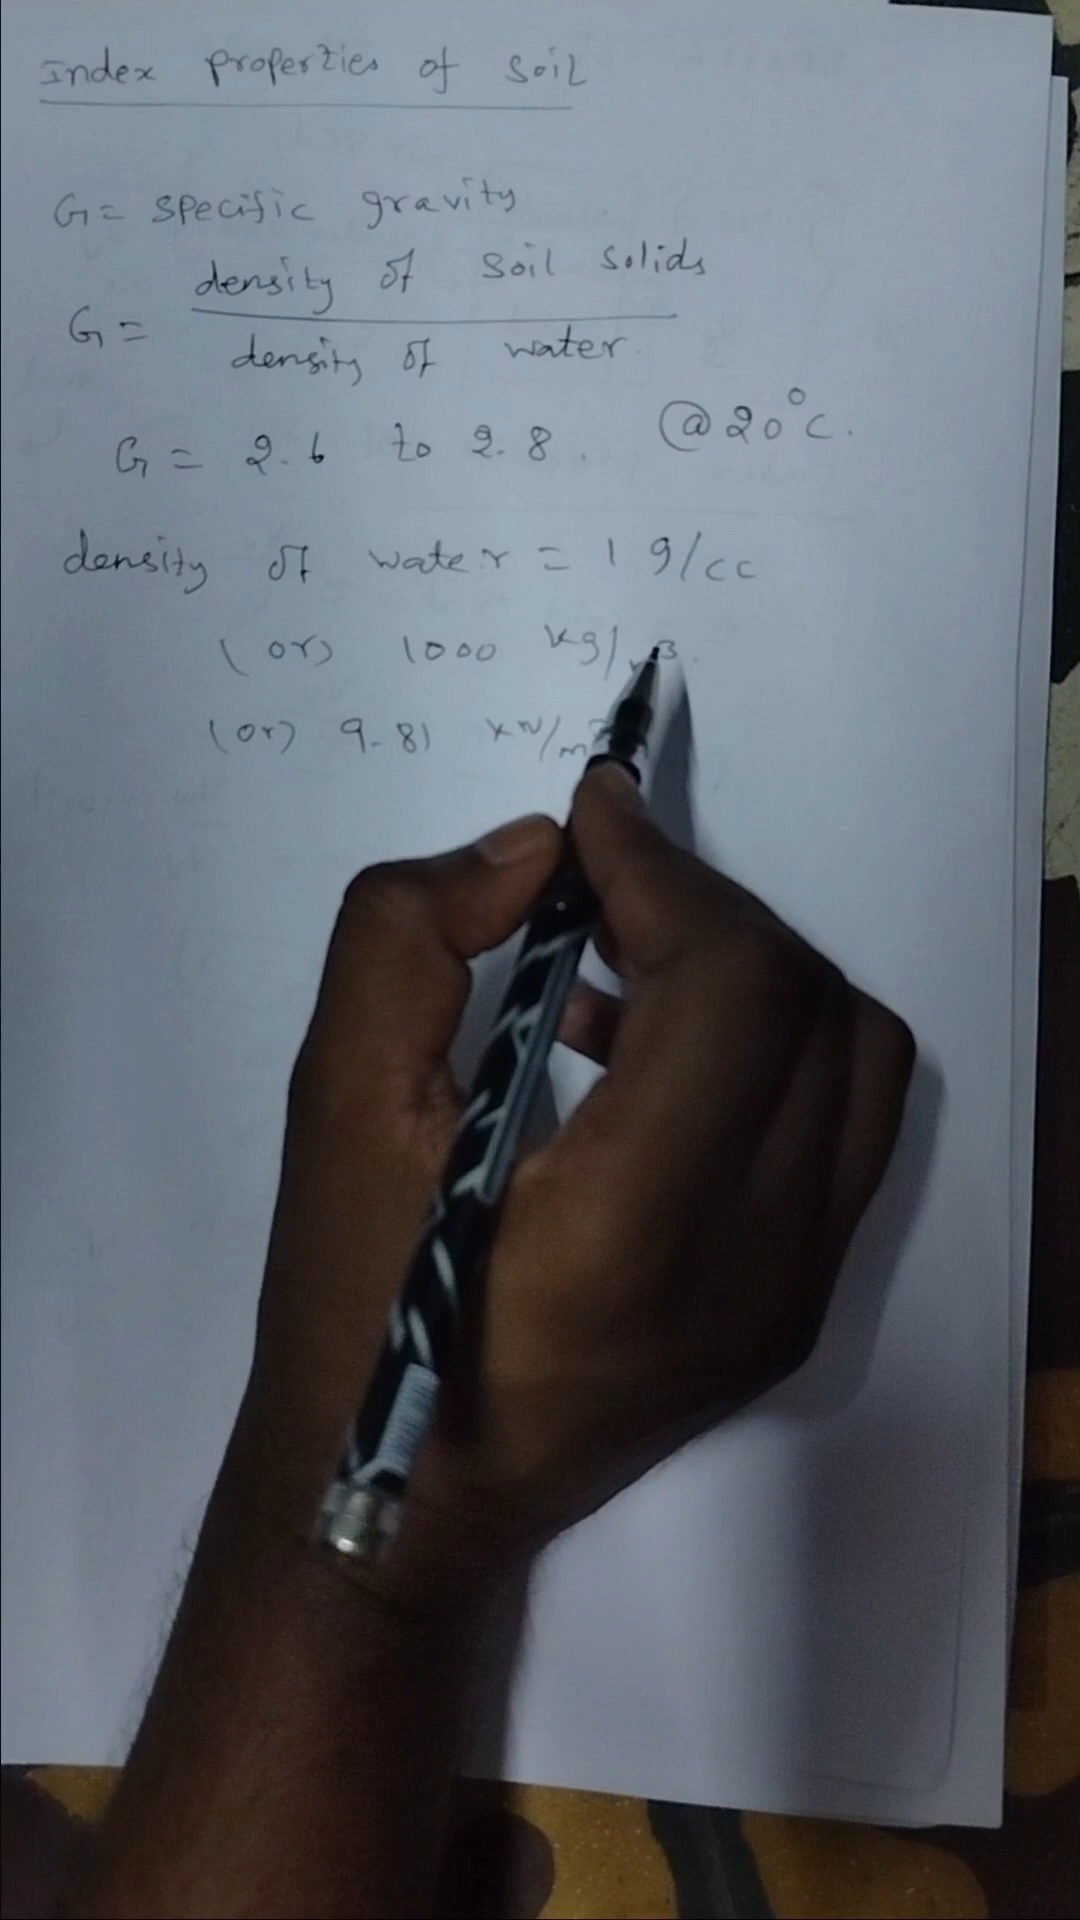 Index properties of soil
G = specific gravity
G = density of soil solids
density of water.
G = 2.6 to 2.8. @20°C.
density of water = 1 g/cc
(or) 1000 kg/m3.
(or) 9.81 KN/m3